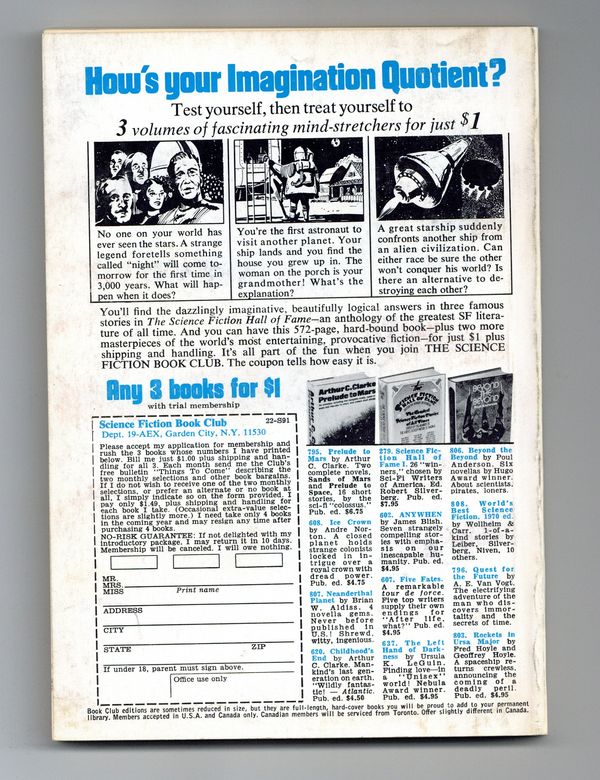 How's your Imagination Quotient?
Test yourself, then treat yourself to
3 volumes of fascinating mind-stretchers for just $1
No one on your world has
ever seen the stars. A strange
legend foretells something
called "night" will come to-
morrow for the first time in
3,000 years. What will hap-
pen when it does?
You're the first astronaut to
visit another planet. Your
ship lands and you find the
house you grew up in. The
woman on the porch is your
grandmother! What's the
explanation?
A great starship suddenly
confronts another ship from
an alien civilization. Can
either race be sure the other
won't conquer his world? Is
there an alternative to de-
stroying each other?
You'll find the dazzlingly imaginative, beautifully logical answers in three famous
stories in The Science Fiction Hall of Fame—an anthology of the greatest SF litera-
ture of all time. And you can have this 572-page, hard-bound book—plus two more
masterpieces of the world's most entertaining, provocative fiction—for just $1 plus
shipping and handling. It's all part of the fun when you join THE SCIENCE
FICTION BOOK CLUB. The coupon tells how easy it is.
Any 3 books for $1
with trial membership
Science Fiction Book Club 22-S91
Dept. 19-AEX, Garden City, N.Y. 11530
Please accept my application for membership and
rush the 3 books whose numbers I have printed
below. Bill me just $1.00 plus shipping and han-
dling for all 3. Each month send me the Club's
free bulletin "Things To Come" describing the
two monthly selections and other book bargains.
If I do not wish to receive one of the two monthly
selections, or prefer an alternate or no book at
all, I simply indicate so on the form provided. I
pay only $1.49, plus shipping and handling for
each book I take. (Occasional extra-value selec-
tions are slightly more.) I need take only 4 books
in the coming year and may resign any time after
purchasing 4 books.
NO-RISK GUARANTEE: If not delighted with my
introductory package. I may return it in 10 days.
Membership will be canceled. I will owe nothing.
MR.
MRS.
MISS Print name
ADDRESS
CITY
STATE ZIP
If under 18, parent must sign above.
Office use only
Arthur C. Clarke
Prelude to Mars
SCIENCE FICTION
HALL OF FAME
BEYOND
THE
BEYOND
795. Prelude to
Mars by Arthur
C. Clarke. Two
complete novels,
Sands of Mars
and Prelude to
Space, 16 short
stories, by the
sci-fi "colossus."
Pub. ed. $6.75
608. Ice Crown
by Andre Nor-
ton. A closed
planet holds
strange colonists
locked in in-
trigue over a
royal crown with
dread power.
Pub. ed. $4.75
807. Neanderthal
Planet by Brian
W. Aldiss. 4
novella gems.
Never before
published in
U.S.! Shrewd,
witty, ingenious.
620. Childhood's
End by Arthur
C. Clarke. Man-
kind's last gen-
eration on earth.
"Wildly fantas-
tic! — Atlantic.
Pub. ed. $4.50
279. Science Fic-
tion Hall of
Fame I. 26 "win-
ners," chosen by
Sci-Fi Writers
of America. Ed.
Robert Silver-
berg. Pub. ed.
$7.95
602. ANYWHEN
by James Blish.
Seven strangely
compelling stor-
ies with empha-
sis on our
inescapable hu-
manity. Pub. ed.
$4.95
607. Five Fates.
A remarkable
tour de force.
Five top writers
supply their own
endings for
"After life,
what?" Pub. ed.
$4.95
637. The Left
Hand of Dark-
ness by Ursula
K. LeGuin.
Finding love—in
a "Unisex"
world! Nebula
Award winner.
Pub. ed. $4.95
806. Beyond the
Beyond by Poul
Anderson. Six
novellas by Hugo
Award winner.
About scientists,
pirates, loners.
808. World's
Best Science
Fiction, 1970 ed.
by Wollheim &
Carr. 1-of-a-
kind stories by
Leiber, Silver-
berg, Niven, 10
others.
796. Quest for
the Future by
A. E. Van Vogt.
The electrifying
adventure of the
man who dis-
covers immor-
tality and the
secrets of time.
803. Rockets in
Ursa Major by
Fred Hoyle and
Geoffrey Hoyle.
A spaceship re-
turns crewless,
announcing the
coming of a
deadly peril.
Pub. ed. $4.95
Book Club editions are sometimes reduced in size, but they are full-length, hard-cover books you will be proud to add to your permanent
library. Members accepted in U.S.A. and Canada only. Canadian members will be serviced from Toronto. Offer slightly different in Canada.